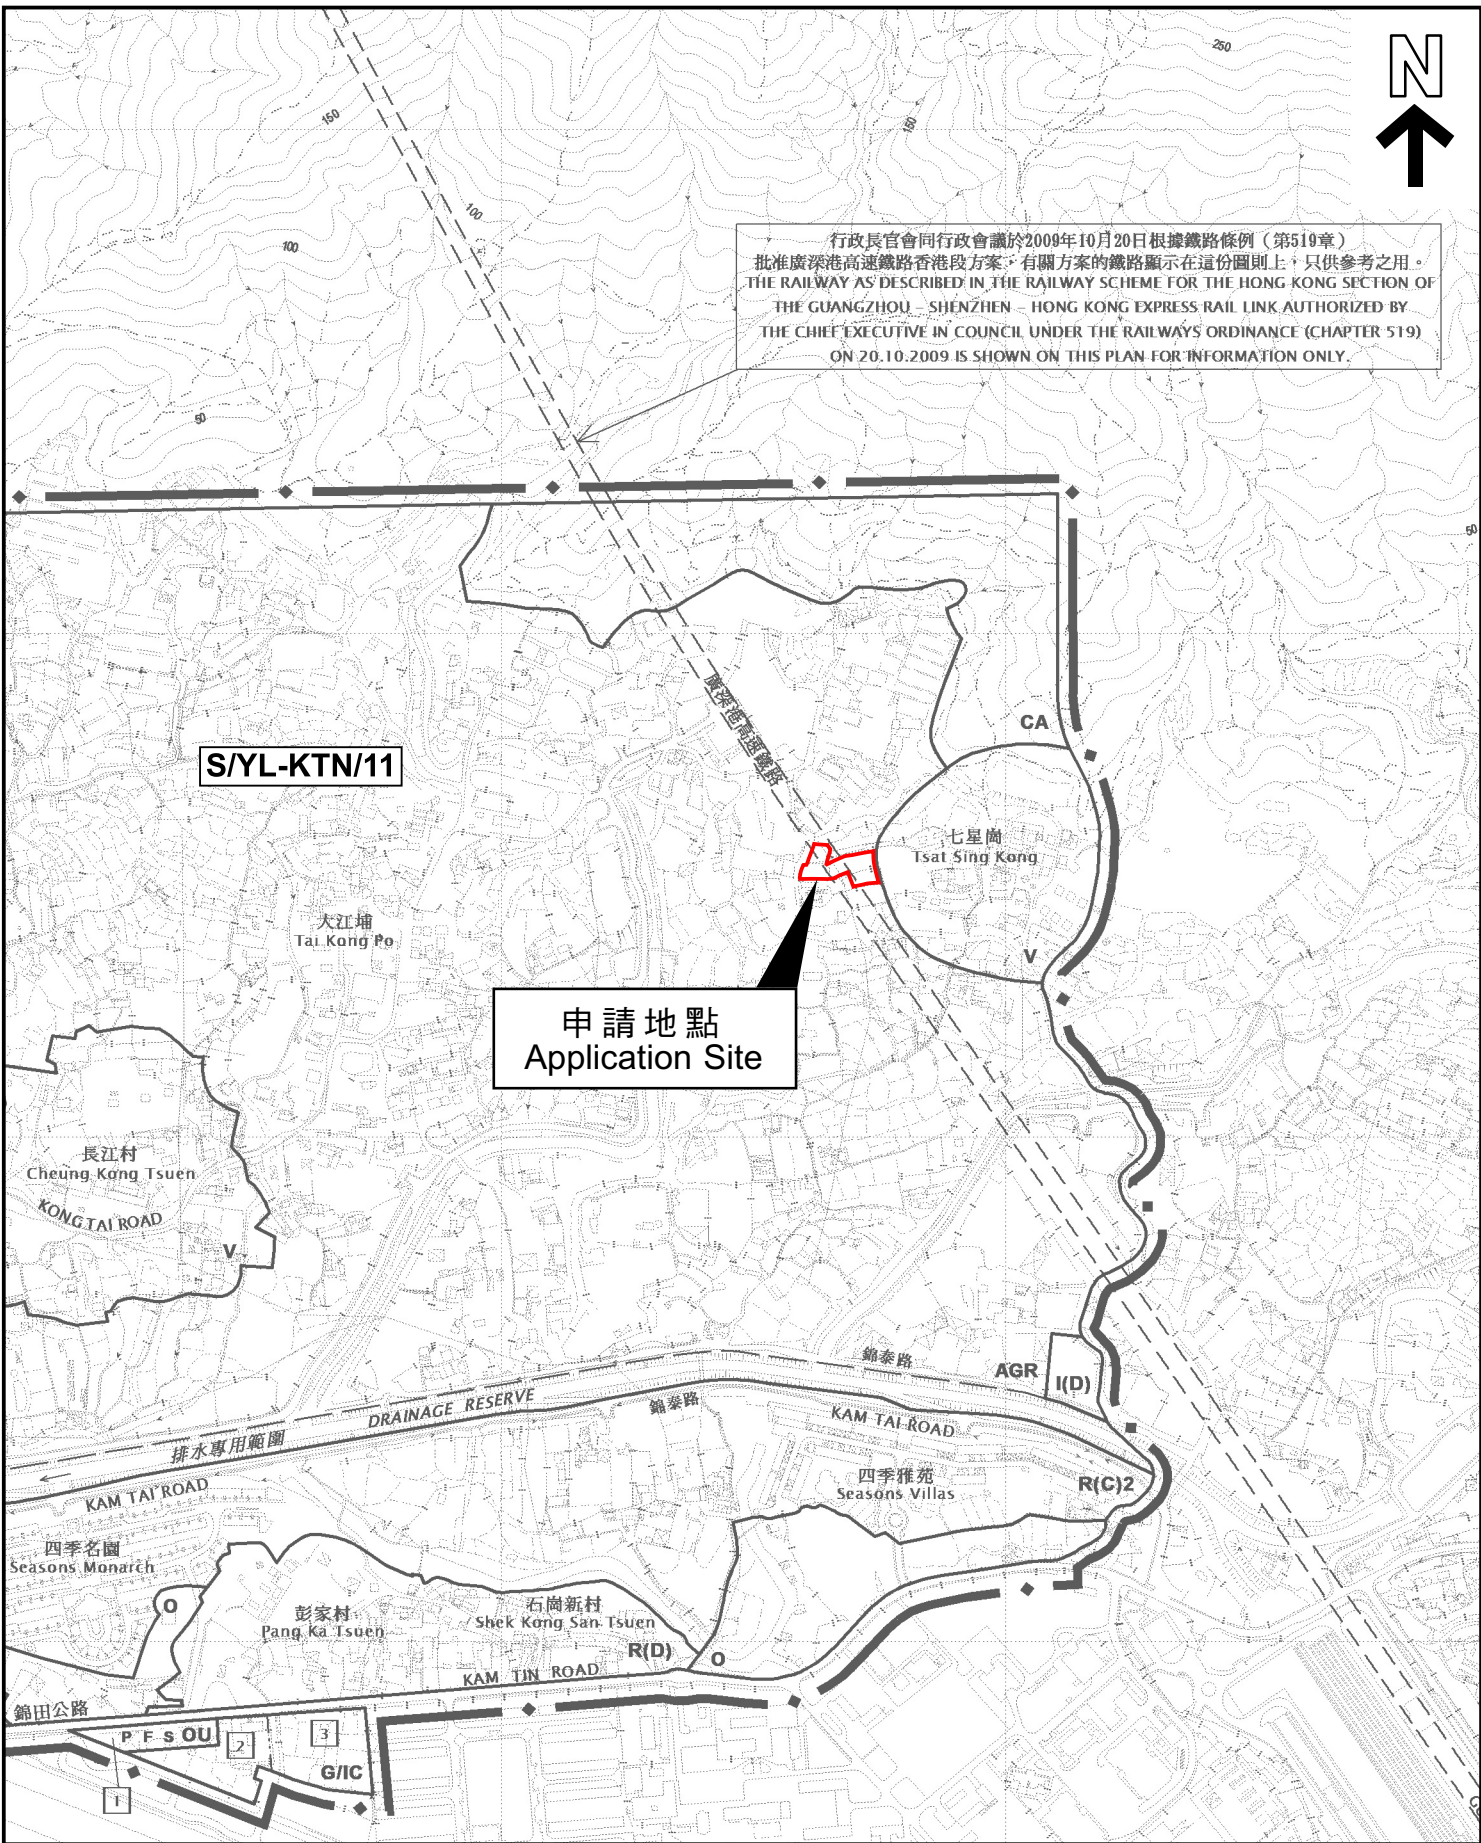 250
N
150
150
100
100
行政長官會同行政會議於2009年10月20日根據鐵路條例（第519章）
批准廣深港高速鐵路香港段方案，有關方案的鐵路顯示在這份圖則上，只供參考之用。
THE RAILWAY AS DESCRIBED IN THE RAILWAY SCHEME FOR THE HONG KONG SECTION OF
THE GUANGZHOU – SHENZHEN – HONG KONG EXPRESS RAIL LINK AUTHORIZED BY
THE CHIEF EXECUTIVE IN COUNCIL UNDER THE RAILWAYS ORDINANCE (CHAPTER 519)
ON 20.10.2009 IS SHOWN ON THIS PLAN FOR INFORMATION ONLY.
50
50
廣深港高速鐵路
CA
S/YL-KTN/11
七星崗
Tsat Sing Kong
大江埔
Tai Kong Po
V
申請地點
Application Site
長江村
Cheung Kong Tsuen
KONG TAI ROAD
V
錦泰路
AGR
I(D)
DRAINAGE RESERVE
錦泰路
KAM TAI ROAD
排水專用範圍
KAM TAI ROAD
四季雅苑
Seasons Villas
R(C)2
四季名園
Seasons Monarch
O
彭家村
Pang Ka Tsuen
石崗新村
Shek Kong San Tsuen
R(D)
O
KAM TIN ROAD
錦田公路
P F S OU
2
3
G/IC
1